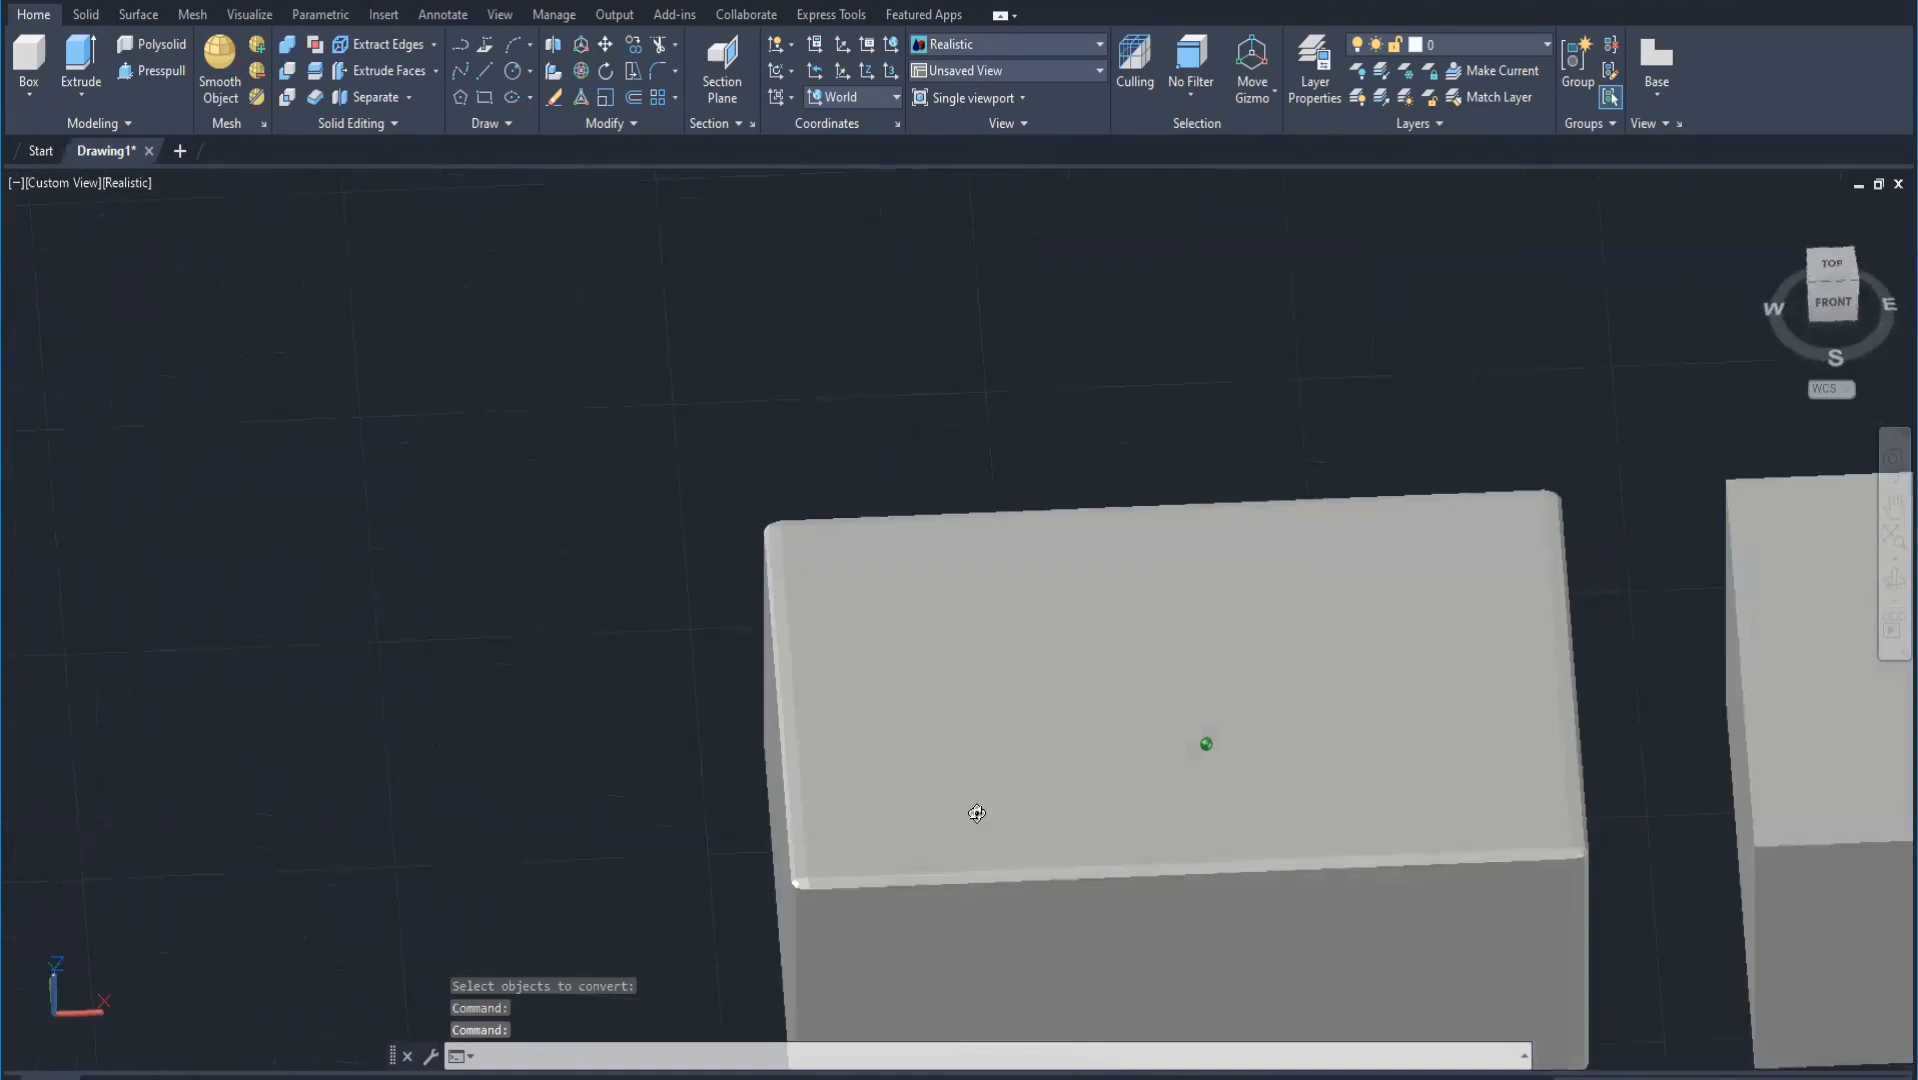 Home Solid Surface Mesh Visualize Parametric Insert Annotate View Manage Output Add-ins Collaborate Express Tools Featured Apps
Polysolid Extract Edges Realistic 0
Presspull Extrude Faces Unsaved View Make Current
Box Extrude Smooth Object Separate Section Plane World Single viewport Culling No Filter Move Gizmo Layer Properties Match Layer Group Base
Modeling Mesh Solid Editing Draw Modify Section Coordinates View Selection Layers Groups View
Start Drawing1*
[−][Custom View][Realistic]
TOP
FRONT
W E
S
WCS
Z
X
Select objects to convert:
Command:
Command: